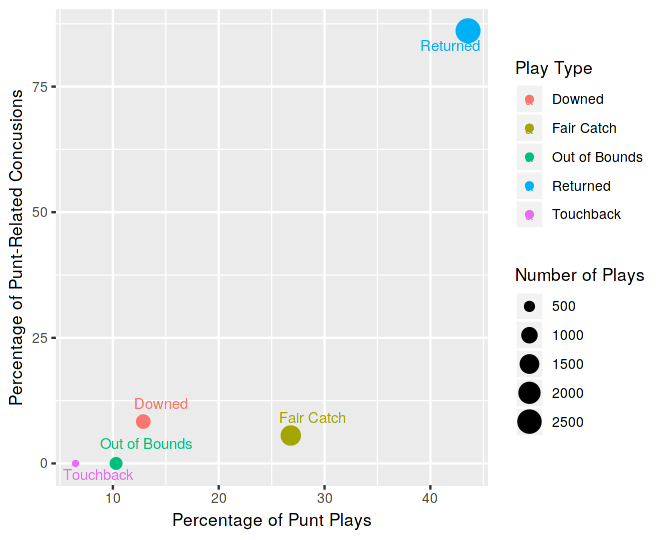 Returned
Downed
Fair Catch
Out of Bounds
Touchback
75
50
25
0
10
20
30
40
Percentage of Punt Plays
Percentage of Punt-Related Concusions
Play Type
Downed
Fair Catch
Out of Bounds
Returned
Touchback
Number of Plays
500
1000
1500
2000
2500